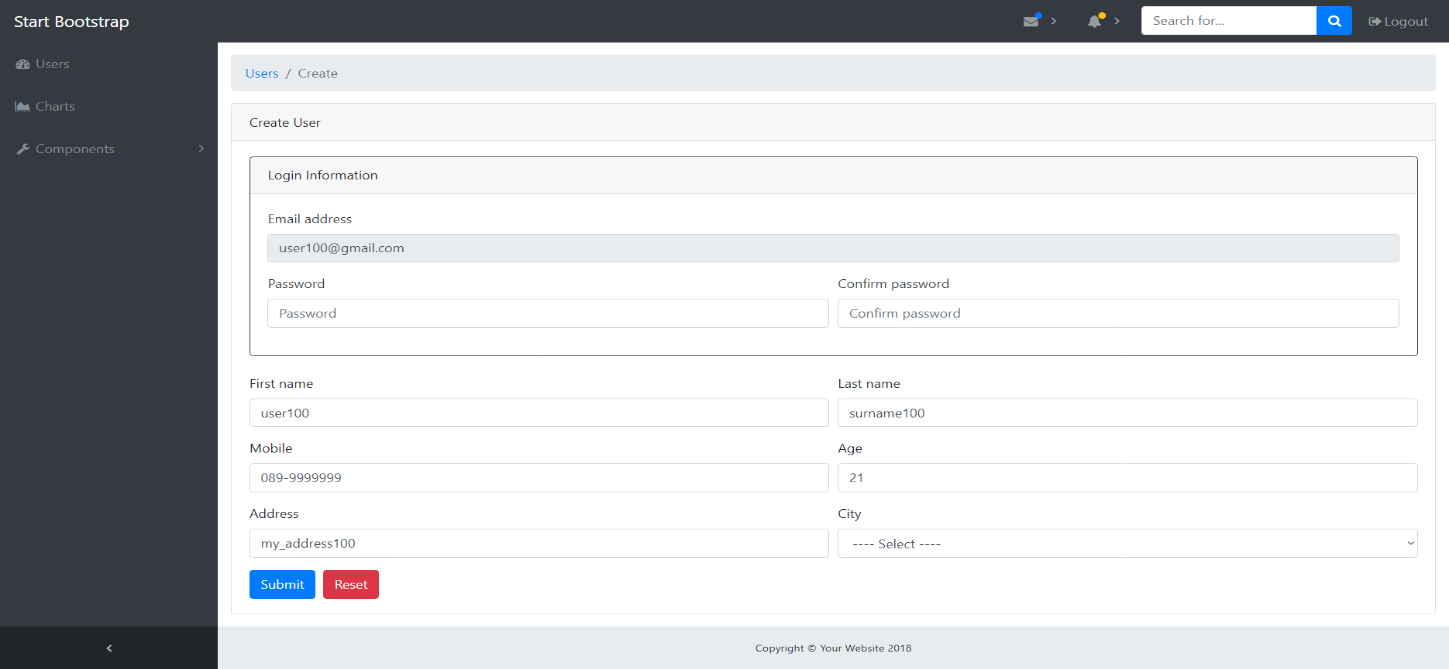 Start Bootstrap
Search for...
Logout
Users
Charts
Components
Users / Create
Create User
Login Information
Email address
user100@gmail.com
Password Confirm password
Password Confirm password
First name Last name
user100 surname100
Mobile Age
089-9999999 21
Address City
my_address100 ---- Select ----
Submit Reset
Copyright © Your Website 2018